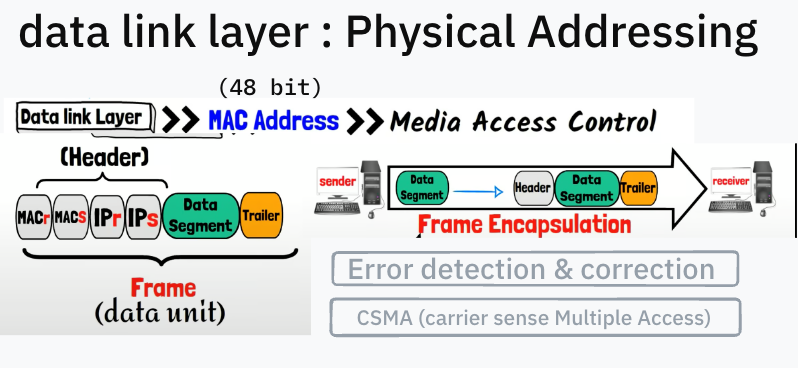 data link layer : Physical Addressing
(48 bit)
Data link Layer >> MAC Address >> Media Access Control
(Header)
MACr MACs IPr IPs Data Segment Trailer
Frame
(data unit)
sender
Data Segment
Header Data Segment Trailer
receiver
Frame Encapsulation
Error detection & correction
CSMA (carrier sense Multiple Access)